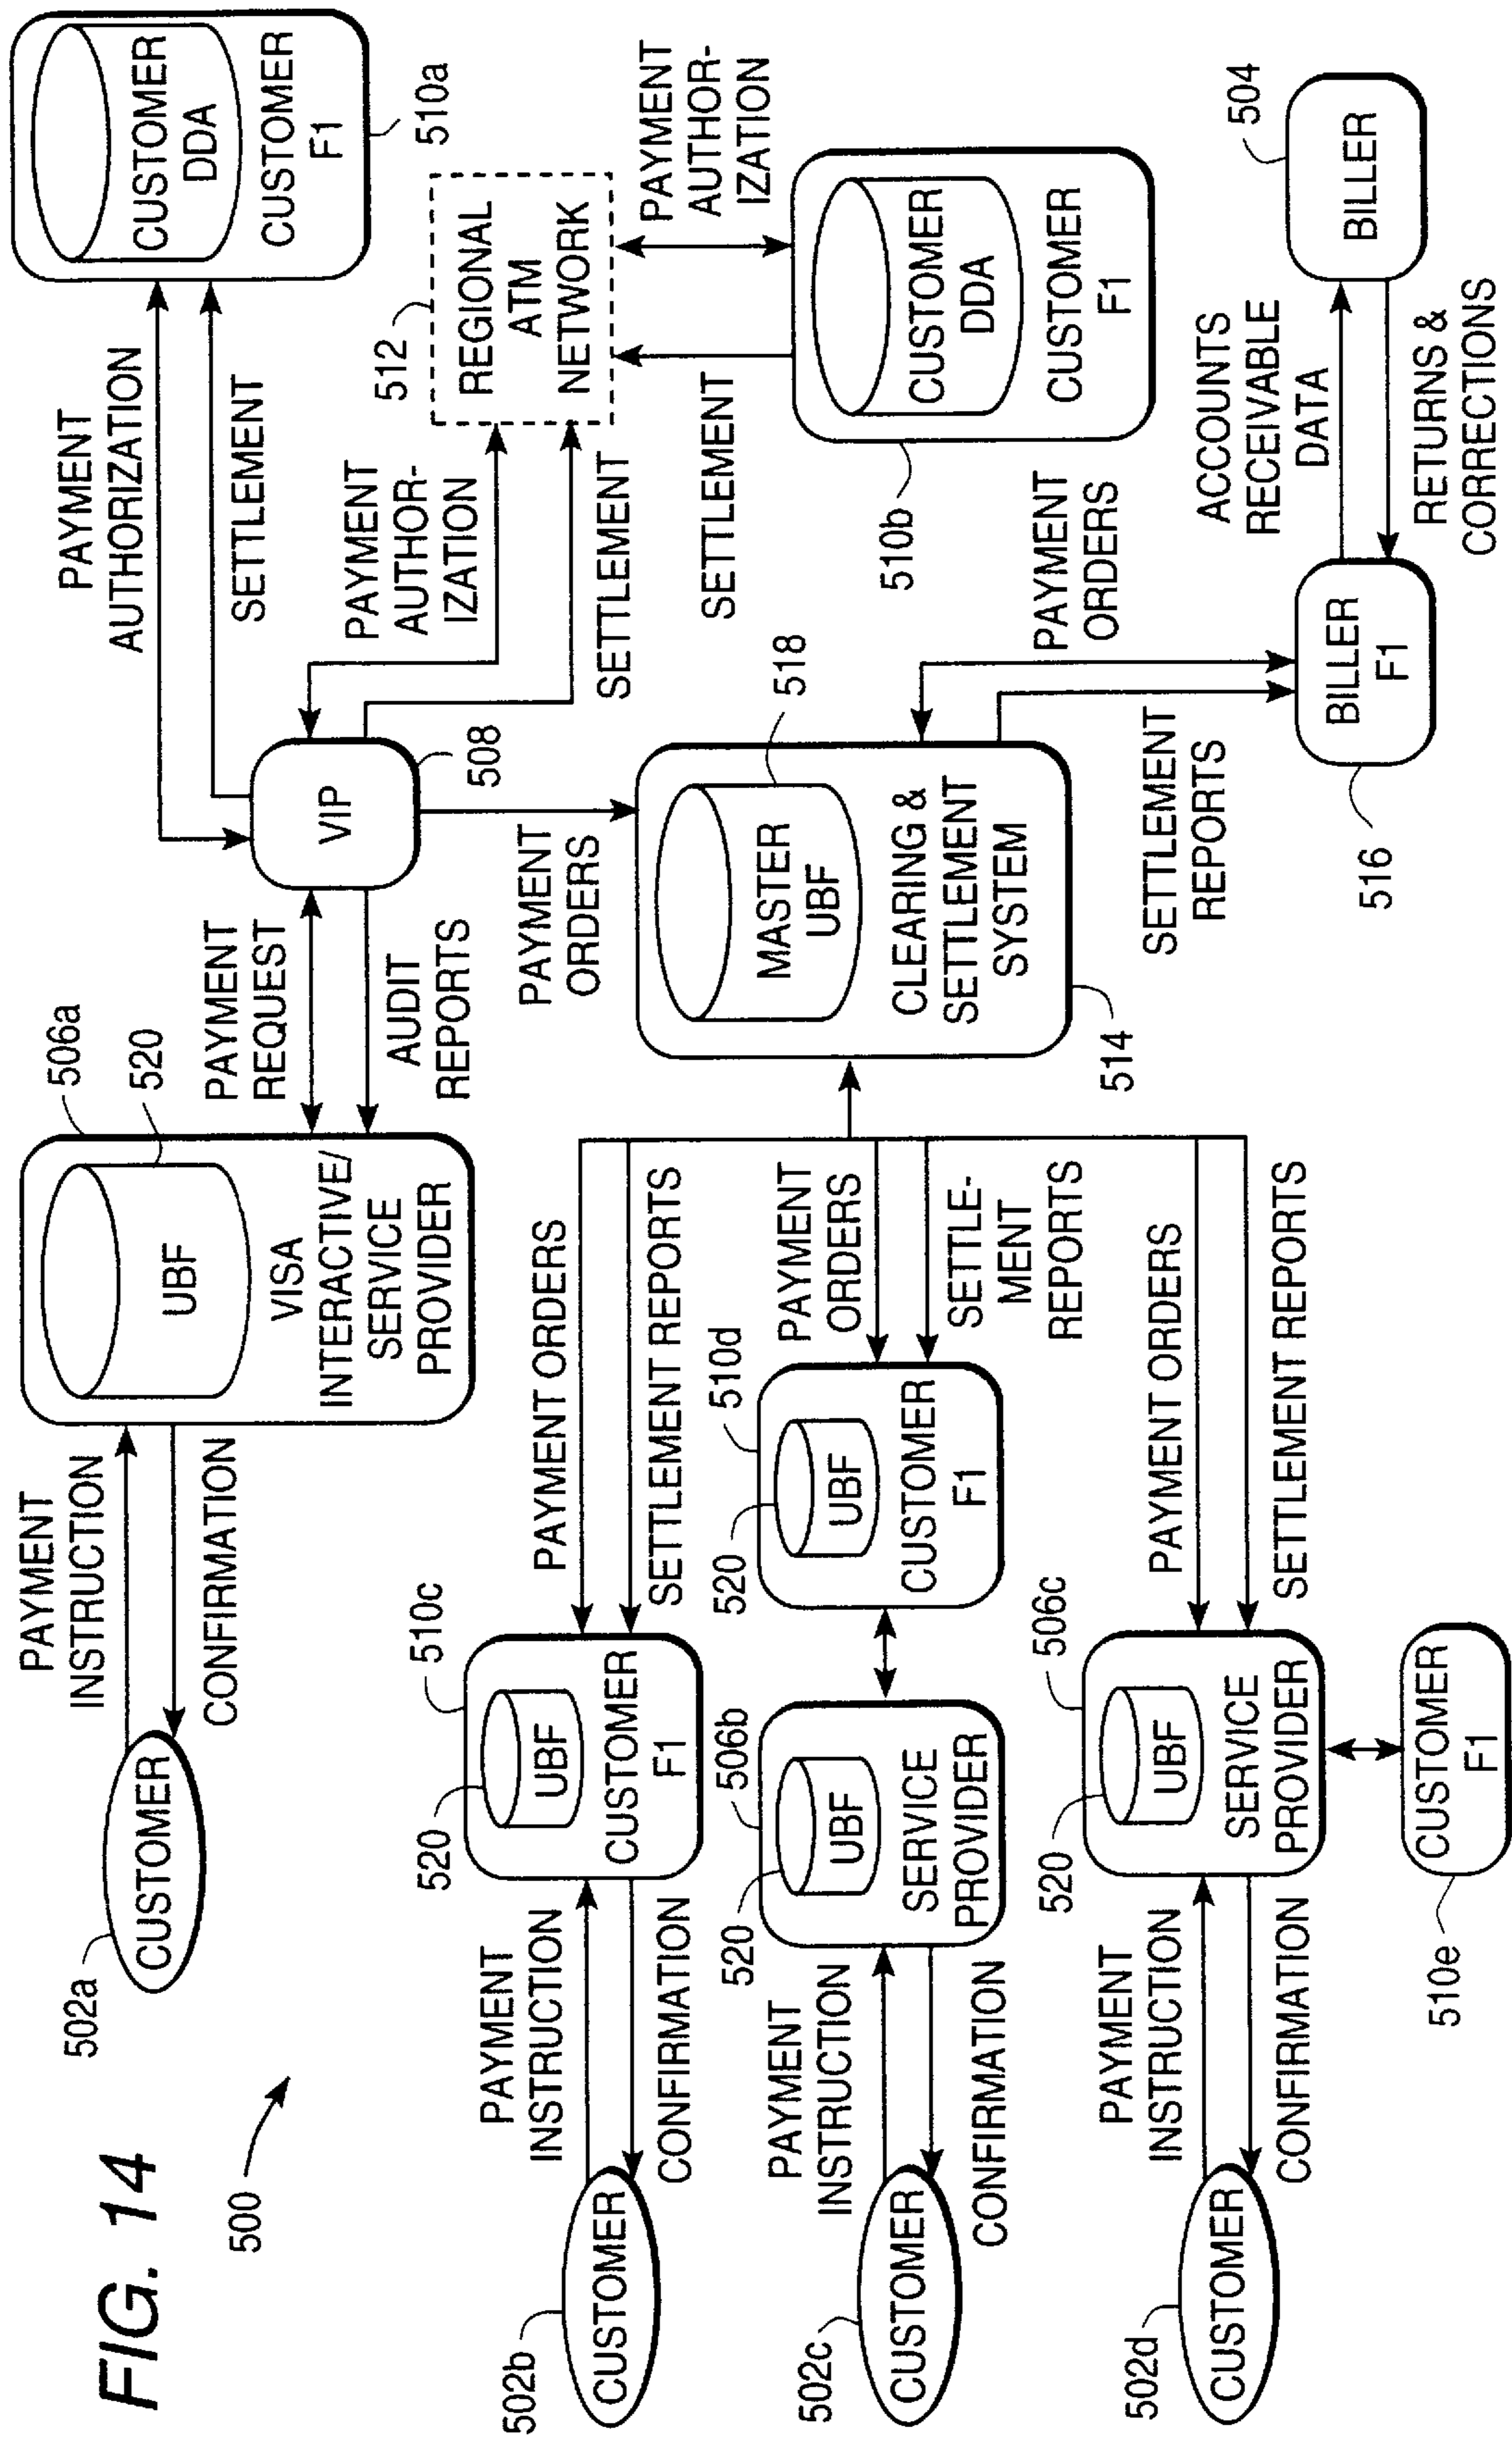 FIG. 14
500
502a
CUSTOMER
PAYMENT
INSTRUCTION
CONFIRMATION
506a
520
UBF
VISA
INTERACTIVE/
SERVICE
PROVIDER
PAYMENT
REQUEST
AUDIT
REPORTS
VIP
508
PAYMENT
AUTHORIZATION
SETTLEMENT
CUSTOMER
DDA
CUSTOMER
F1
510a
PAYMENT
AUTHOR-
IZATION
SETTLEMENT
512
REGIONAL
ATM
NETWORK
PAYMENT
AUTHOR-
IZATION
SETTLEMENT
CUSTOMER
DDA
CUSTOMER
F1
510b
PAYMENT
ORDERS
518
MASTER
UBF
CLEARING &
SETTLEMENT
SYSTEM
514
PAYMENT
ORDERS
SETTLEMENT
REPORTS
BILLER
F1
516
ACCOUNTS
RECEIVABLE
DATA
RETURNS &
CORRECTIONS
504
BILLER
502b
CUSTOMER
PAYMENT
INSTRUCTION
CONFIRMATION
510c
520
UBF
CUSTOMER
F1
PAYMENT ORDERS
SETTLEMENT REPORTS
502c
CUSTOMER
PAYMENT
INSTRUCTION
CONFIRMATION
506b
520
UBF
SERVICE
PROVIDER
510d
520
UBF
CUSTOMER
F1
PAYMENT
ORDERS
SETTLE-
MENT
REPORTS
502d
CUSTOMER
PAYMENT
INSTRUCTION
CONFIRMATION
506c
520
UBF
SERVICE
PROVIDER
PAYMENT ORDERS
SETTLEMENT REPORTS
510e
CUSTOMER
F1